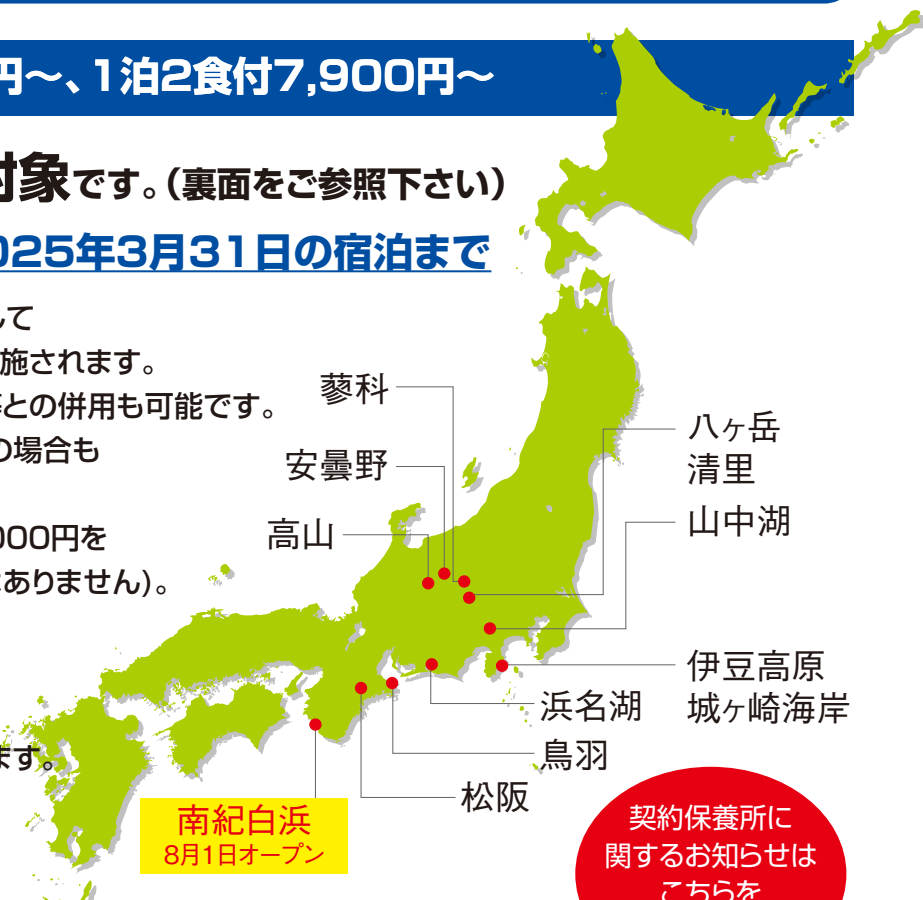 円〜、1泊2食付7,900円〜
対象です。(裏面をご参照下さい)
025年3月31日の宿泊まで
して
施されます。
等との併用も可能です。
の場合も
000円を
はありません)。
ます。
蓼科
安曇野
高山
八ヶ岳
清里
山中湖
伊豆高原
城ヶ崎海岸
浜名湖
鳥羽
松阪
南紀白浜
8月1日オープン
契約保養所に
関するお知らせは
こちらを